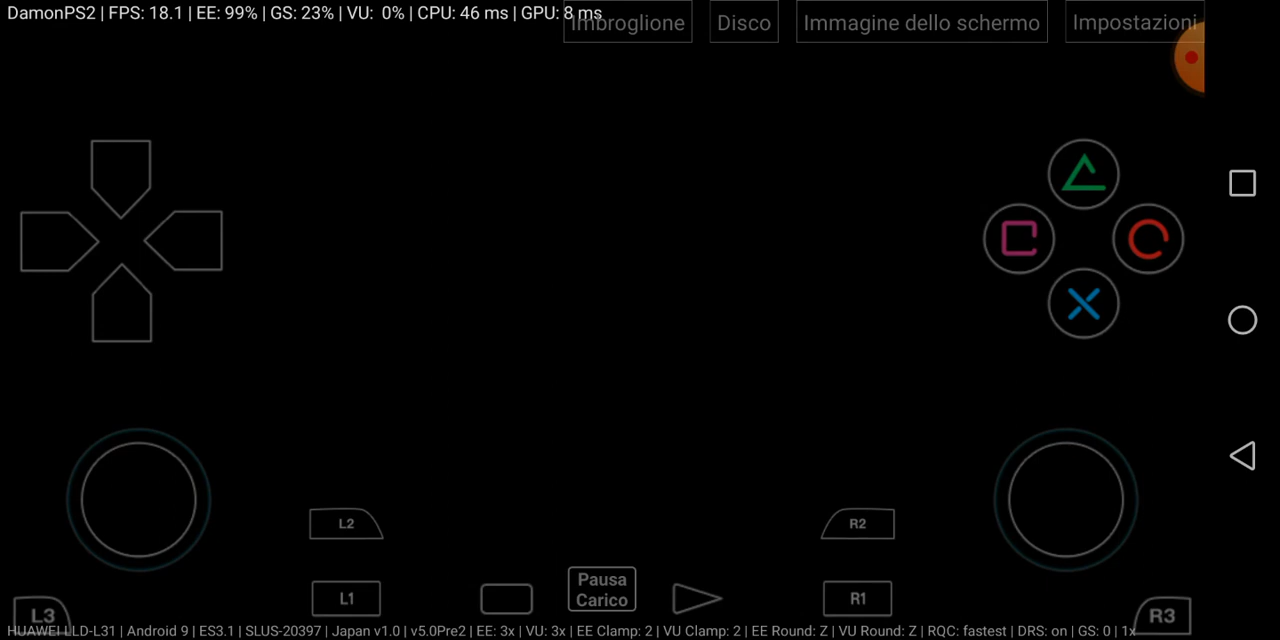 DamonPS2 | FPS: 18.1 | EE: 99% | GS: 23% | VU: 0% | CPU: 46 ms | GPU: 8 ms
Imbroglione
Disco
Immagine dello schermo
Impostazioni
L2
R2
L1
Pausa
Carico
R1
L3
R3
HUAWEI LLD-L31 | Android 9 | ES3.1 | SLUS-20397 | Japan v1.0 | v5.0Pre2 | EE: 3x | VU: 3x | EE Clamp: 2 | VU Clamp: 2 | EE Round: Z | VU Round: Z | RQC: fastest | DRS: on | GS: 0 | 1x